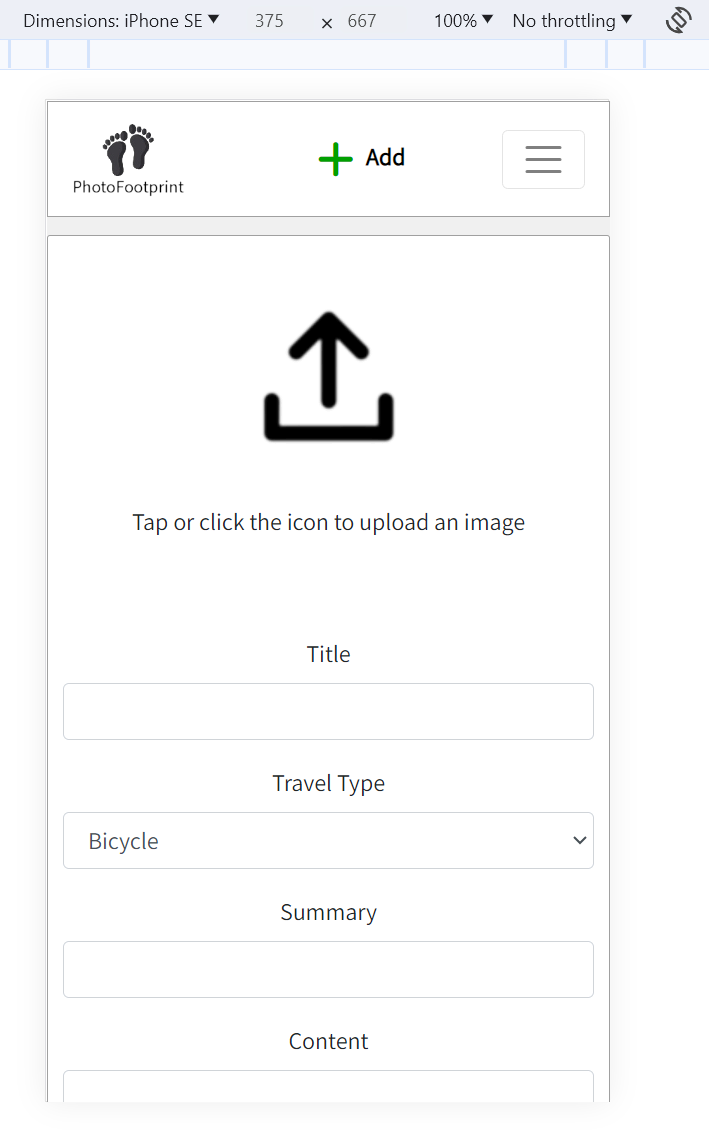 Dimensions: iPhone SE 375 × 667 100% No throttling
PhotoFootprint
Add
Tap or click the icon to upload an image
Title
Travel Type
Bicycle
Summary
Content